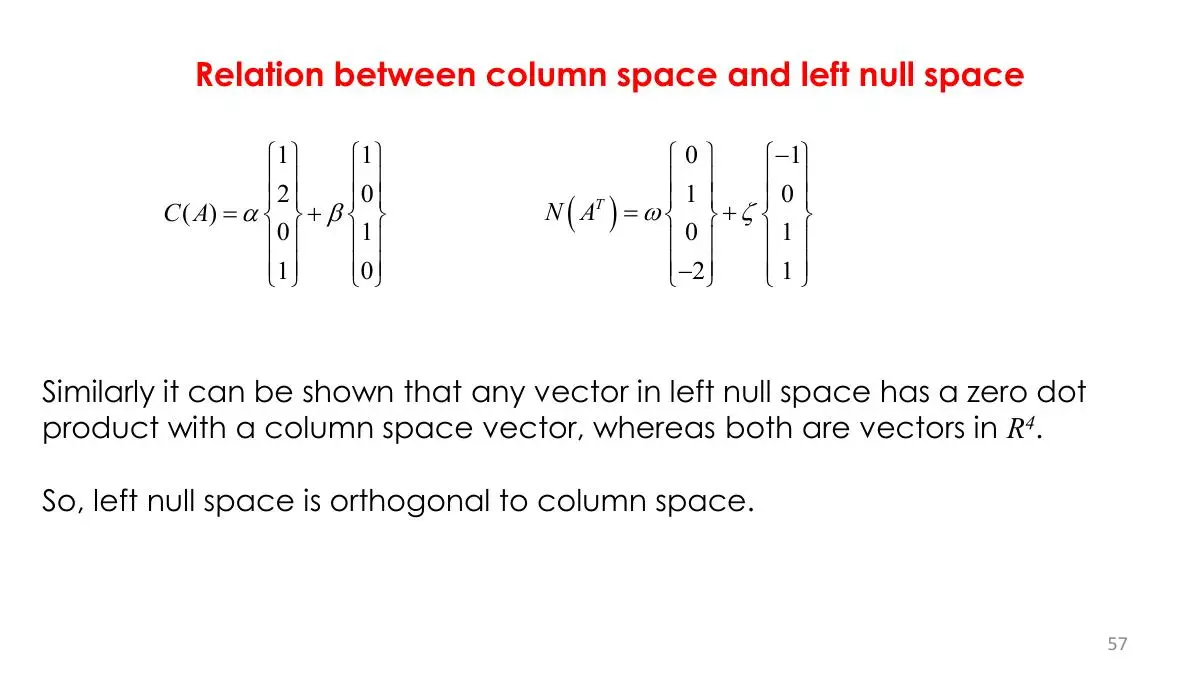 Relation between column space and left null space
C(A) = α {1 2 0 1} + β {1 0 1 0}
N(A^T) = ω {0 1 0 −2} + ζ {−1 0 1 1}
Similarly it can be shown that any vector in left null space has a zero dot
product with a column space vector, whereas both are vectors in R⁴.
So, left null space is orthogonal to column space.
57